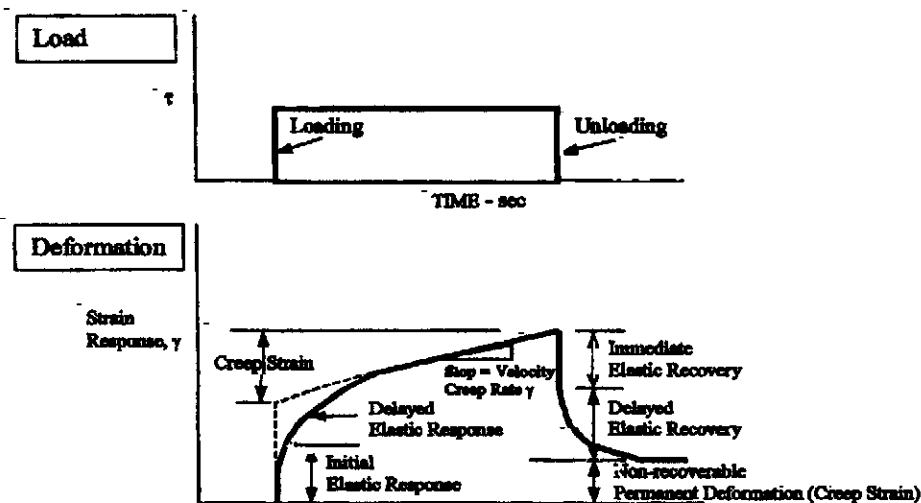 Load
τ
Loading
Unloading
TIME - sec
Deformation
Strain
Response, γ
Creep Strain
Slop = Velocity
Creep Rate γ
Immediate
Elastic Recovery
Delayed
Elastic Response
Delayed
Elastic Recovery
Initial
Elastic Response
Non-recoverable
Permanent Deformation (Creep Strain)